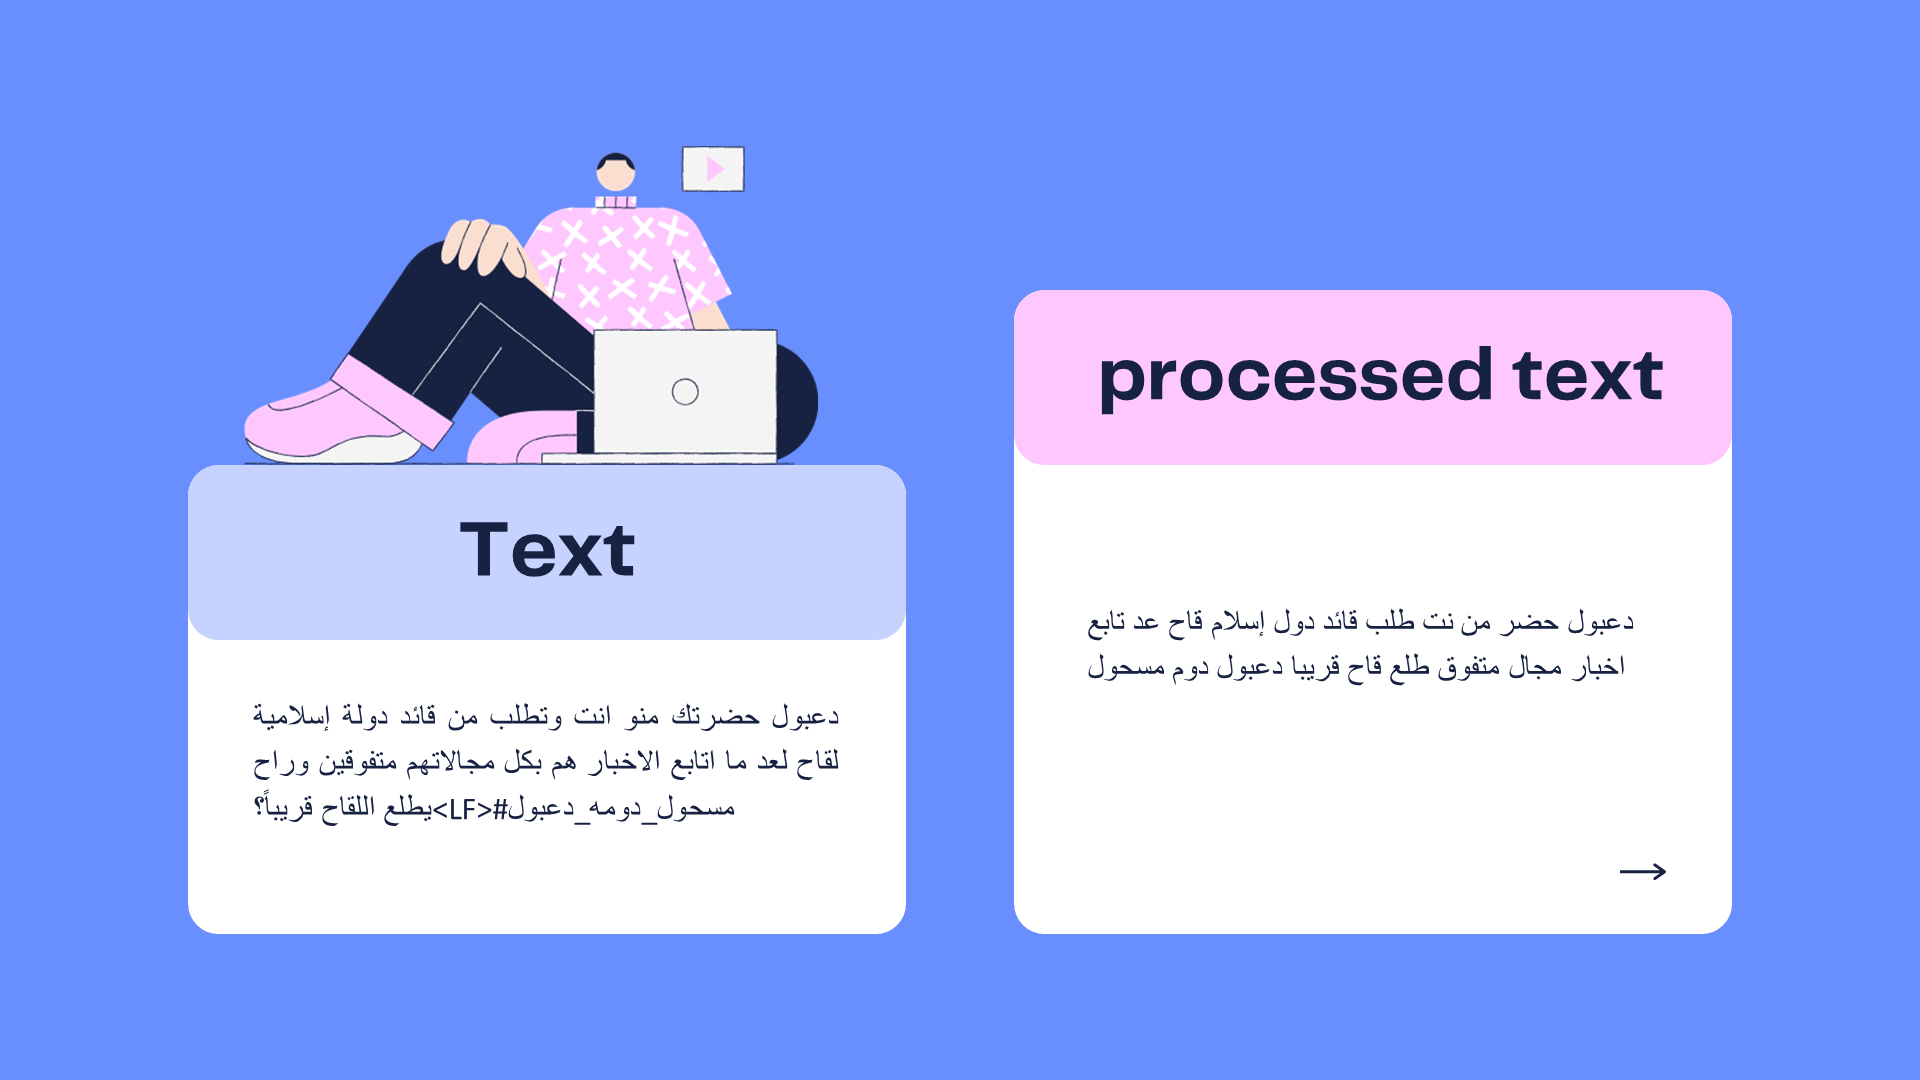 Text
دعبول حضرتك منو انت وتطلب من قائد دولة إسلامية
لقاح لعد ما اتابع الاخبار هم بكل مجالاتهم متفوقين وراح
مسحول_دومه_دعبول#<LF>يطلع اللقاح قريباً؟
processed text
دعبول حضر من نت طلب قائد دول إسلام قاح عد تابع
اخبار مجال متفوق طلع قاح قريبا دعبول دوم مسحول